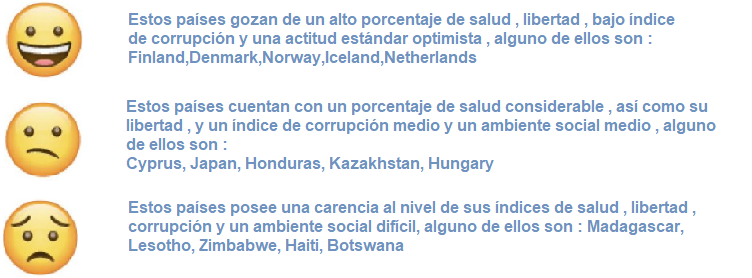 Estos países gozan de un alto porcentaje de salud , libertad , bajo índice
de corrupción y una actitud estándar optimista , alguno de ellos son :
Finland,Denmark,Norway,Iceland,Netherlands
Estos países cuentan con un porcentaje de salud considerable , así como su
libertad , y un índice de corrupción medio y un ambiente social medio , alguno
de ellos son :
Cyprus, Japan, Honduras, Kazakhstan, Hungary
Estos países posee una carencia al nivel de sus índices de salud , libertad ,
corrupción y un ambiente social difícil, alguno de ellos son : Madagascar,
Lesotho, Zimbabwe, Haiti, Botswana